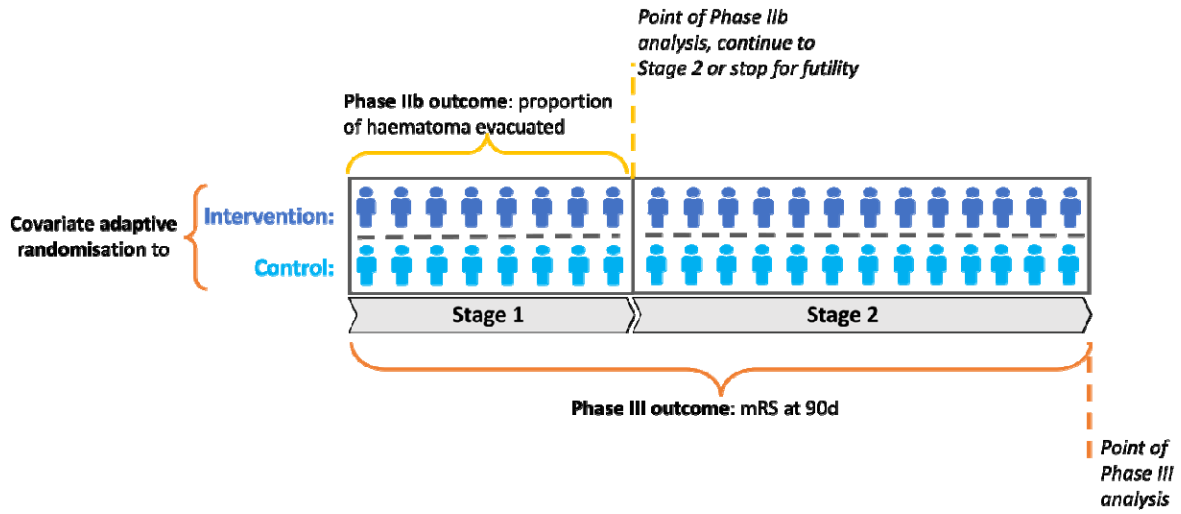 Point of Phase IIb
analysis, continue to
Stage 2 or stop for futility
Phase IIb outcome: proportion
of haematoma evacuated
Covariate adaptive
randomisation to
Intervention:
Control:
Stage 1
Stage 2
Phase III outcome: mRS at 90d
Point of
Phase III
analysis